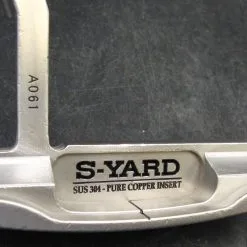 A061
S-YARD
SUS 304 - PURE COPPER INSERT